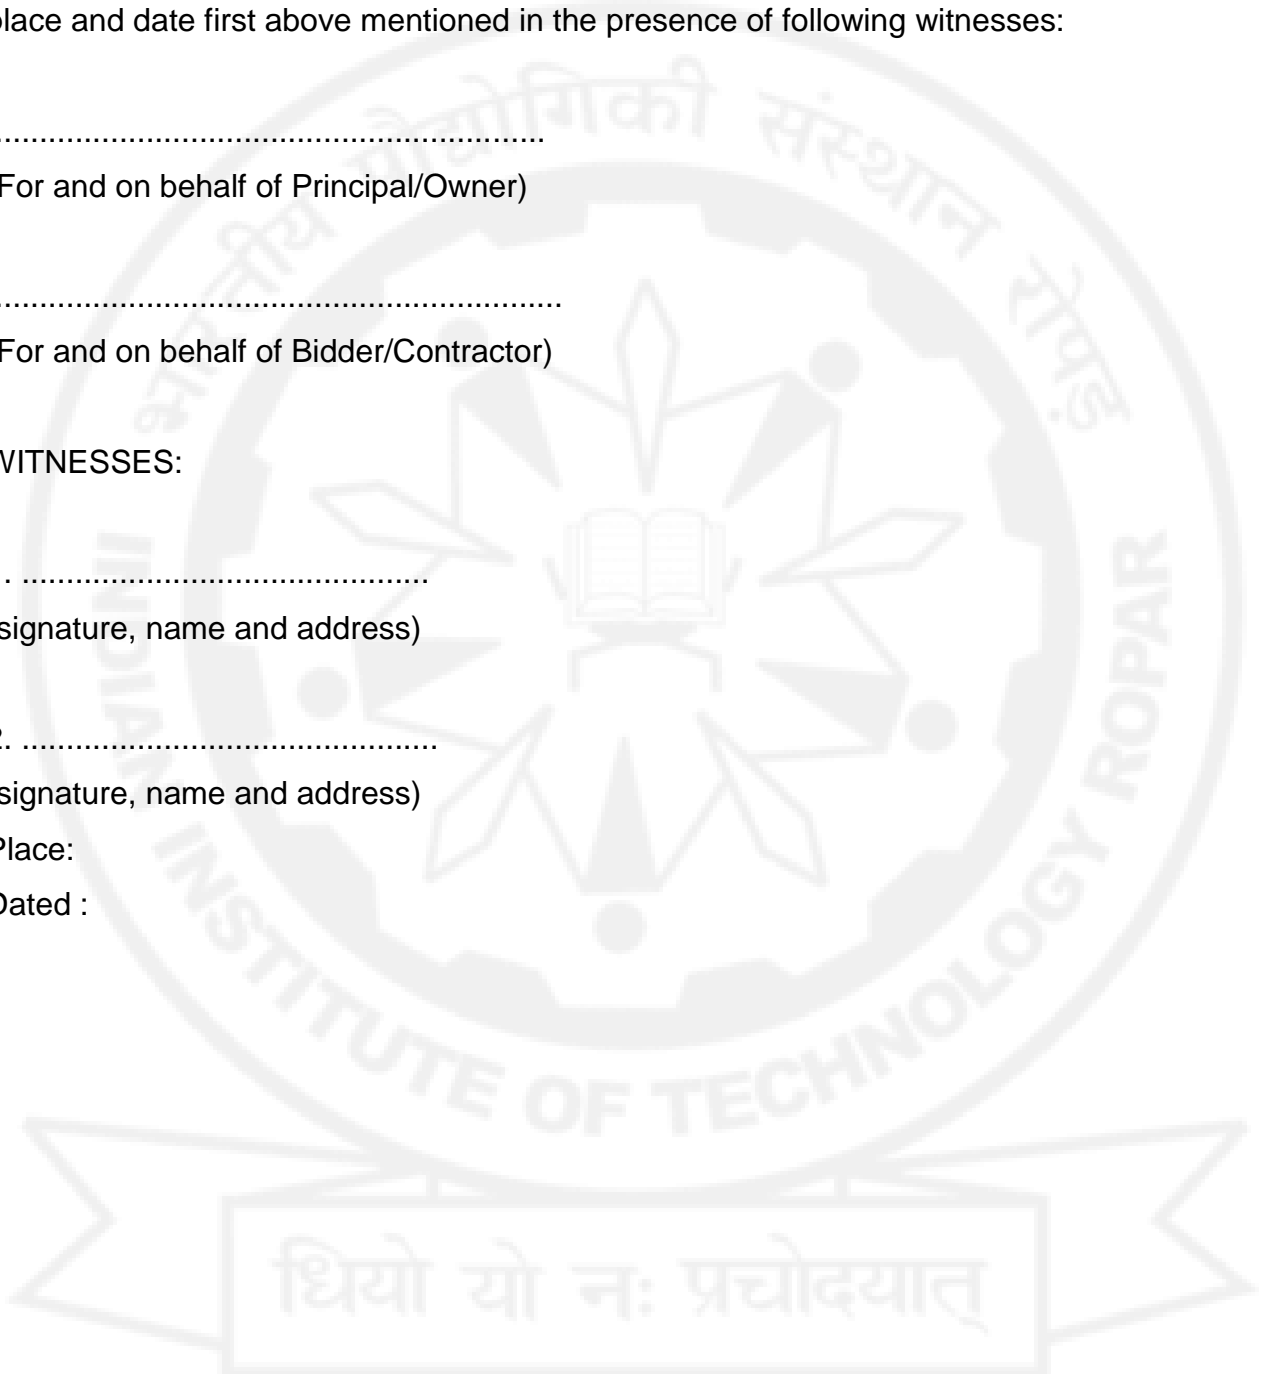 place and date first above mentioned in the presence of following witnesses:
...............................................................
For and on behalf of Principal/Owner)
.................................................................
For and on behalf of Bidder/Contractor)
WITNESSES:
. ..............................................
signature, name and address)
2. ...............................................
signature, name and address)
Place:
Dated :
भारतीय प्रौद्योगिकी संस्थान रोपड़
INDIAN INSTITUTE OF TECHNOLOGY ROPAR
धियो यो नः प्रचोदयात्